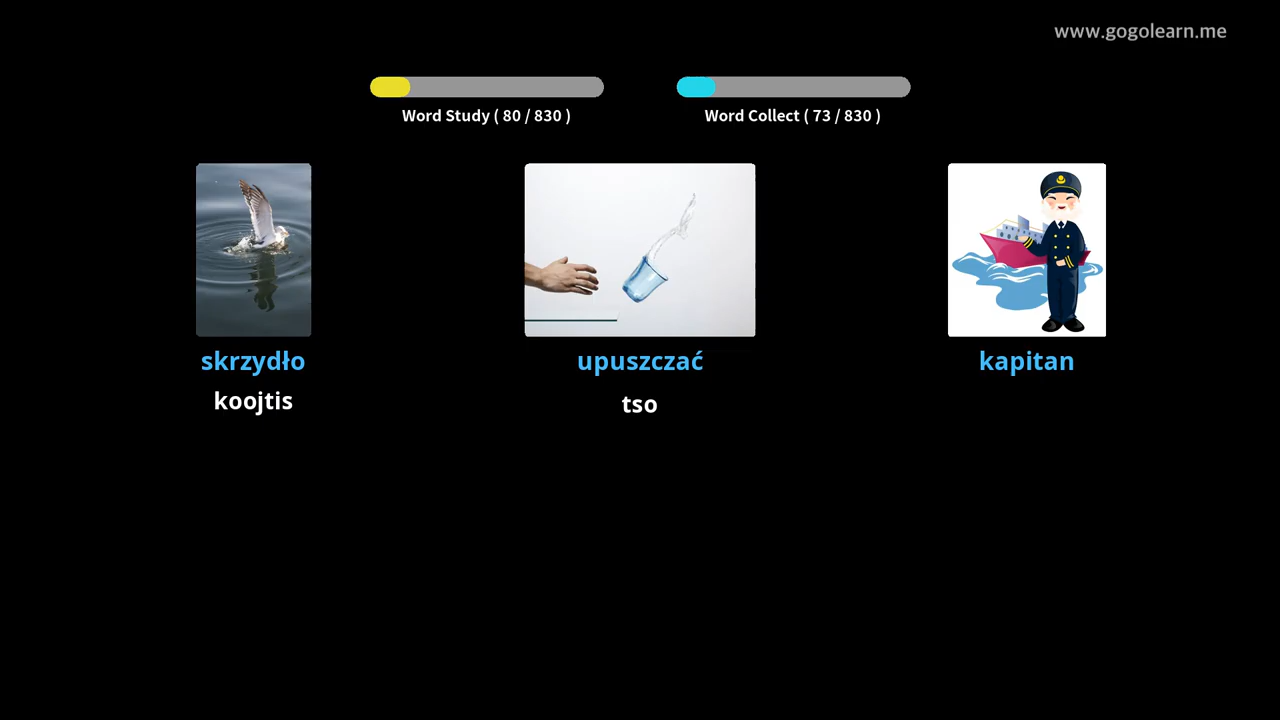 www.gogolearn.me
Word Study ( 80 / 830 )
Word Collect ( 73 / 830 )
skrzydło
upuszczać
kapitan
koojtis
tso